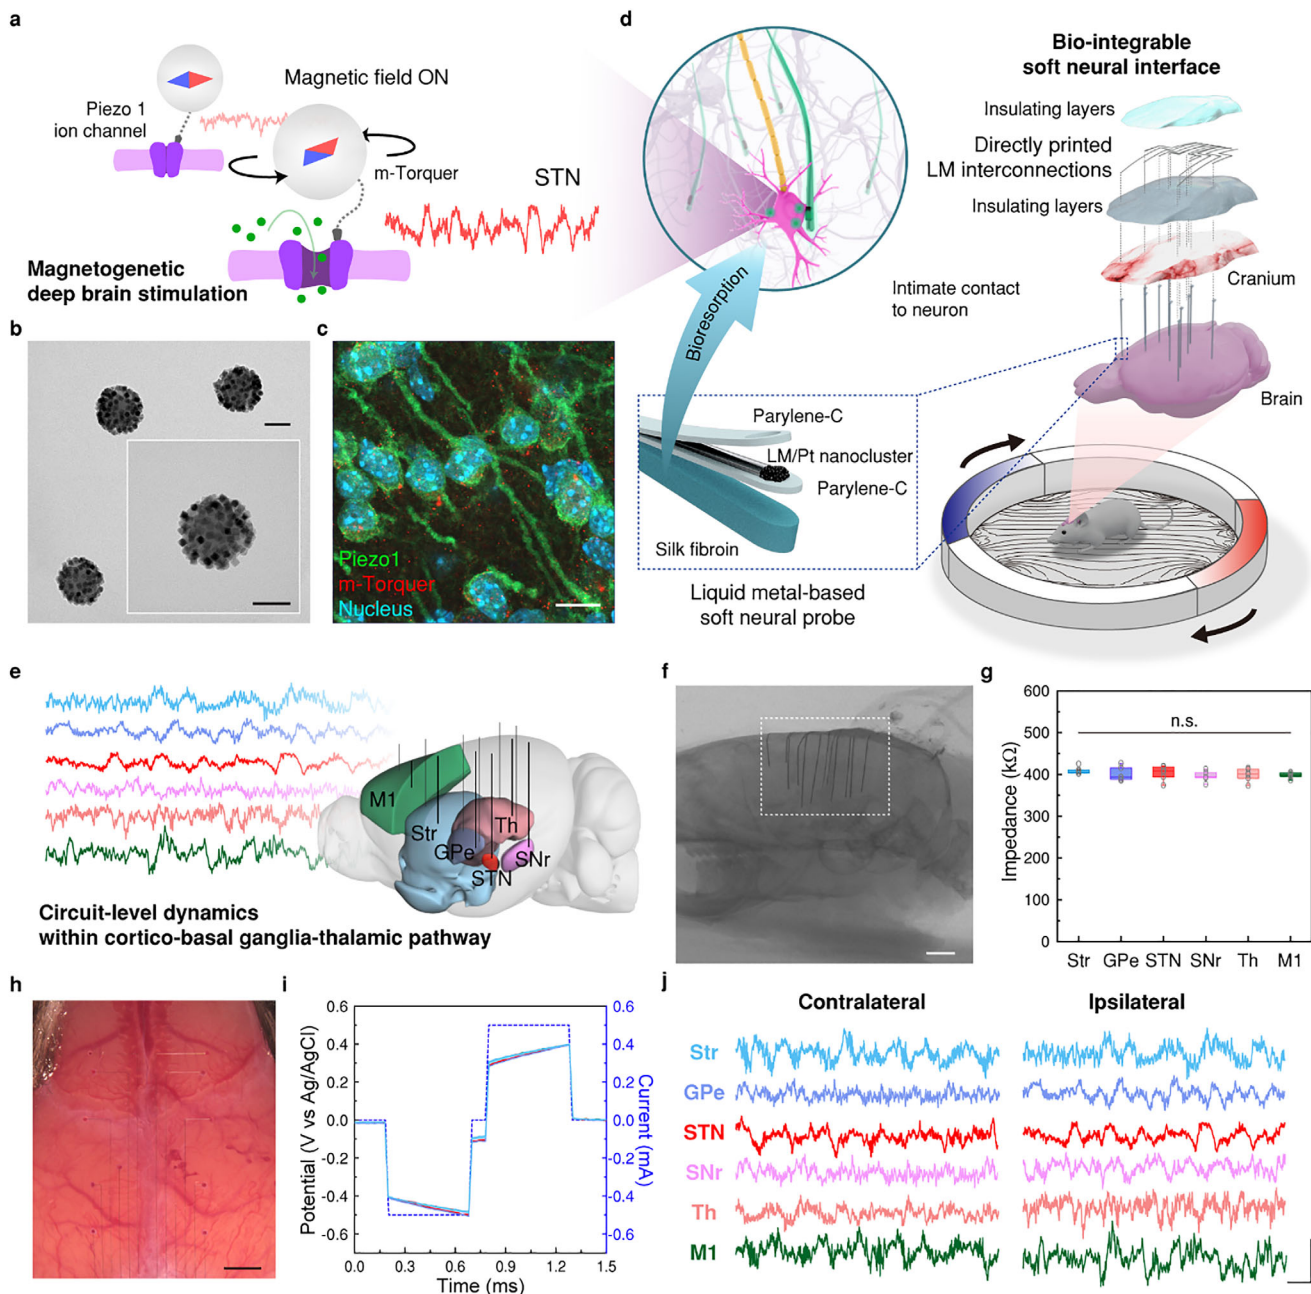 a
Magnetic field ON
Piezo 1
ion channel
m-Torquer
STN
Magnetogenetic
deep brain stimulation
b
c
Piezo1
m-Torquer
Nucleus
d
Bio-integrable
soft neural interface
Insulating layers
Directly printed
LM interconnections
Insulating layers
Cranium
Intimate contact
to neuron
Brain
Bioresorption
Parylene-C
LM/Pt nanocluster
Parylene-C
Silk fibroin
Liquid metal-based
soft neural probe
e
M1
Str
Th
GPe
SNr
STN
Circuit-level dynamics
within cortico-basal ganglia-thalamic pathway
f
g
Impedance (kΩ)
600
500
400
300
200
100
0
n.s.
Str GPe STN SNr Th M1
h
i
Potential (V vs Ag/AgCl)
0.6
0.4
0.2
0.0
-0.2
-0.4
-0.6
0.0 0.3 0.6 0.9 1.2 1.5
Time (ms)
0.6
0.4
0.2
0.0
-0.2
-0.4
-0.6
Current (mA)
j
Contralateral Ipsilateral
Str
GPe
STN
SNr
Th
M1